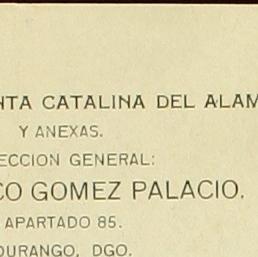 NTA CATALINA DEL ALAM
Y ANEXAS.
ECCION GENERAL:
CO GOMEZ PALACIO.
APARTADO 85.
DURANGO, DGO.